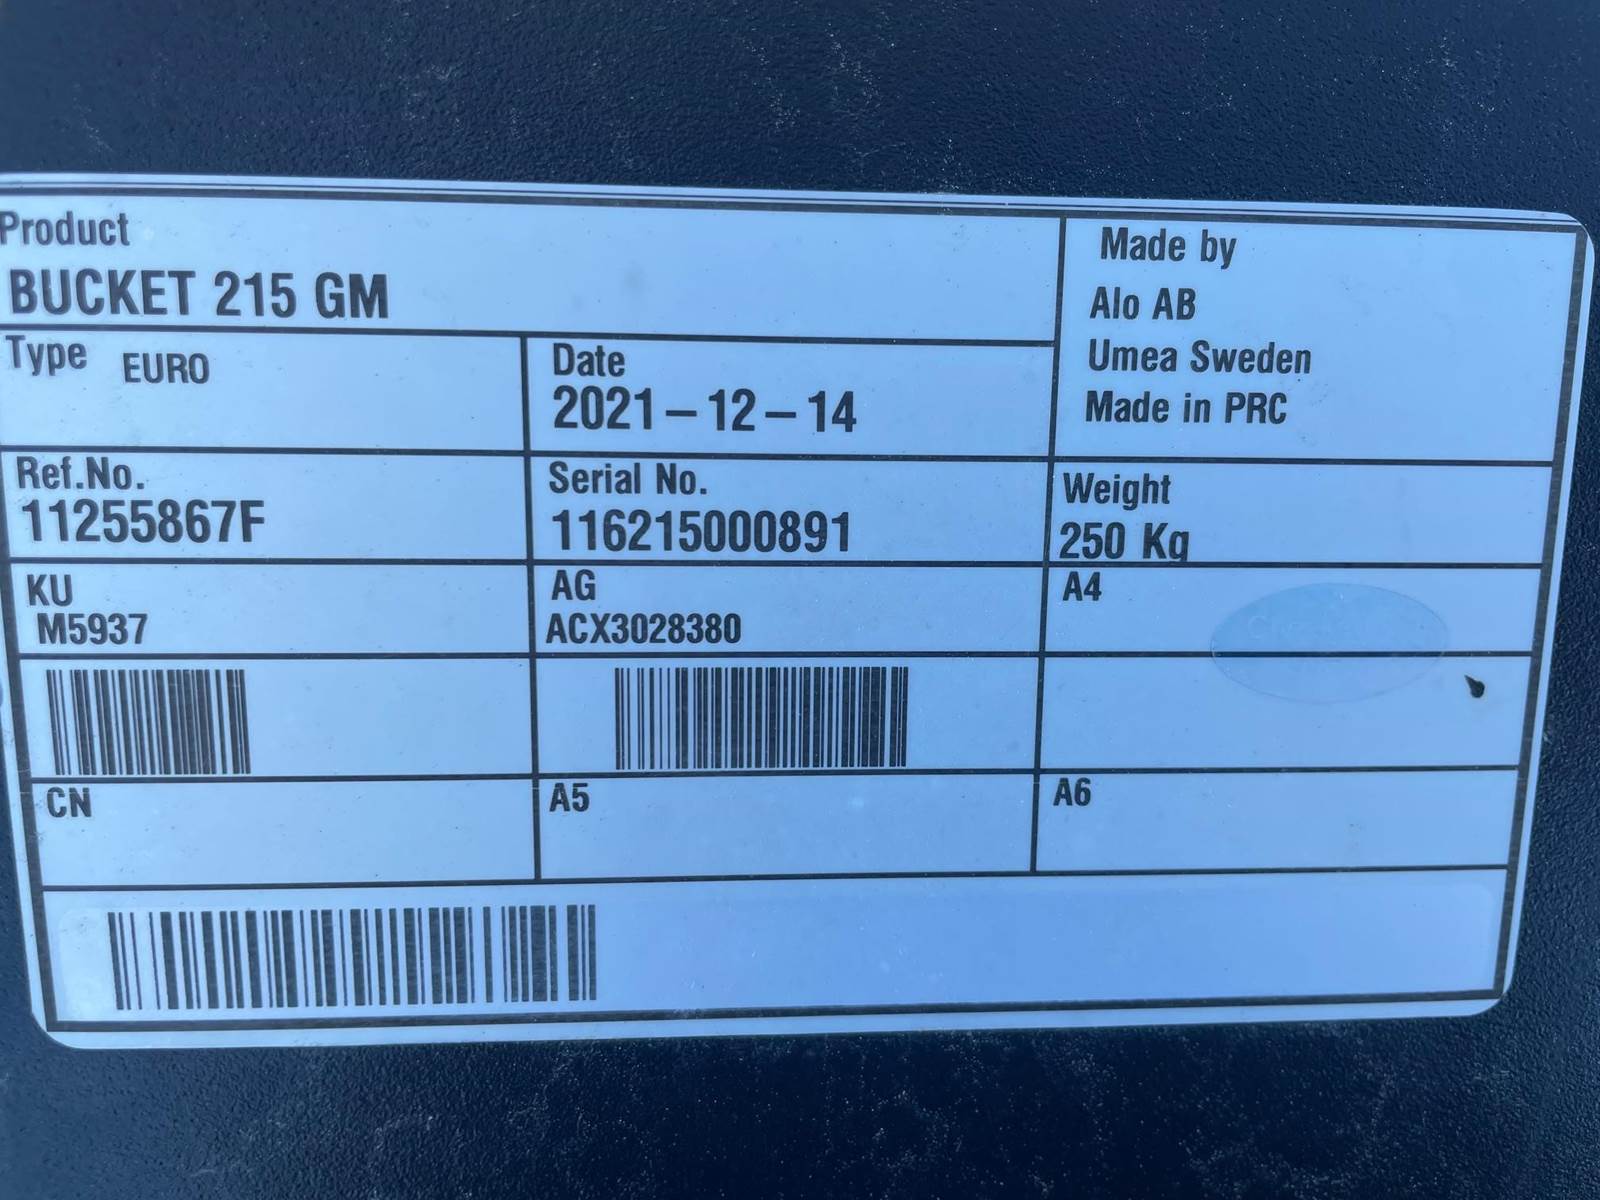 Product
BUCKET 215 GM
Made by
Alo AB
Umea Sweden
Made in PRC
Type EURO
Date
2021-12-14
Ref.No.
11255867F
Serial No.
116215000891
Weight
250 Kg
KU
M5937
AG
ACX3028380
A4
CN
A5
A6